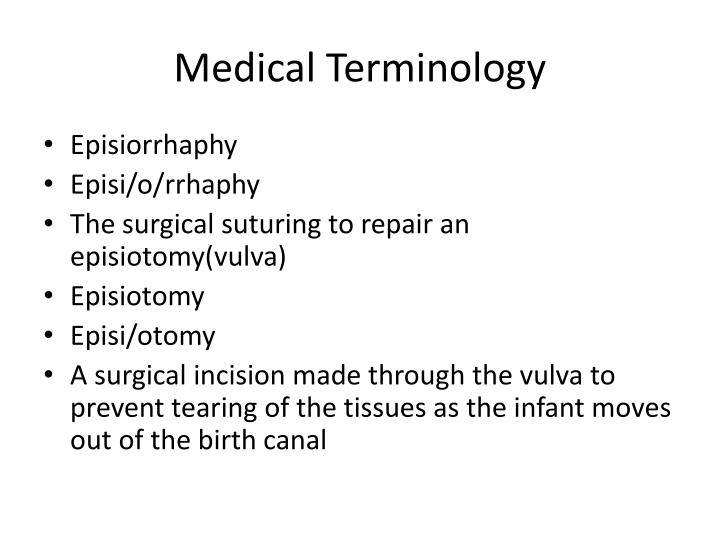 Medical Terminology
• Episiorrhaphy
• Episi/o/rrhaphy
• The surgical suturing to repair an
episiotomy(vulva)
• Episiotomy
• Episi/otomy
• A surgical incision made through the vulva to
prevent tearing of the tissues as the infant moves
out of the birth canal